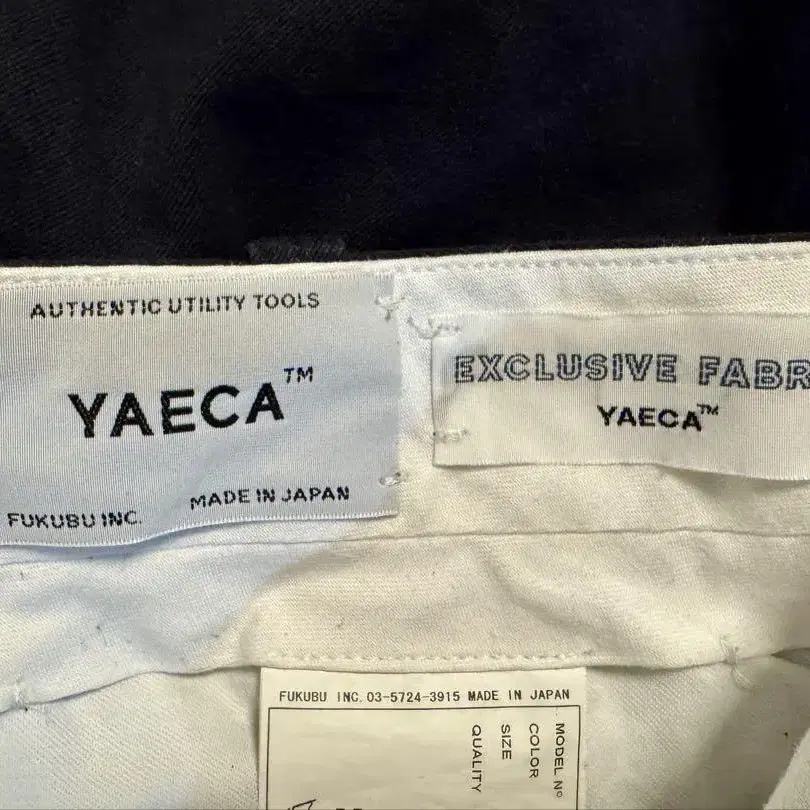 AUTHENTIC UTILITY TOOLS
YAECA™
MADE IN JAPAN
FUKUBU INC.
EXCLUSIVE FABR
YAECA™
FUKUBU INC. 03-5724-3915 MADE IN JAPAN
MODEL Nº
COLOR
SIZE
QUALITY